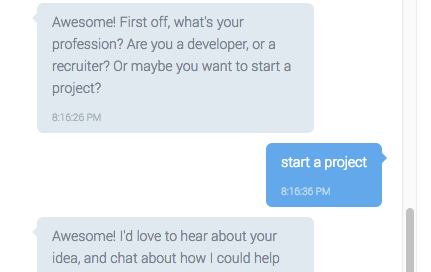 Awesome! First off, what's your
profession? Are you a developer, or a
recruiter? Or maybe you want to start a
project?
8:16:26 PM
start a project
8:16:36 PM
Awesome! I'd love to hear about your
idea, and chat about how I could help